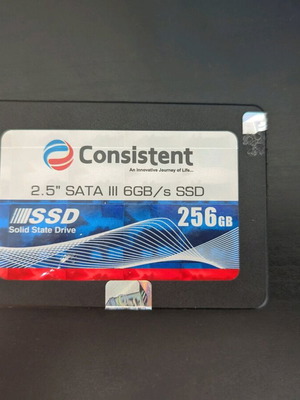 Consistent
An Innovative Journey of Life...
2.5" SATA III 6GB/s SSD
SSD 256GB
Solid State Drive